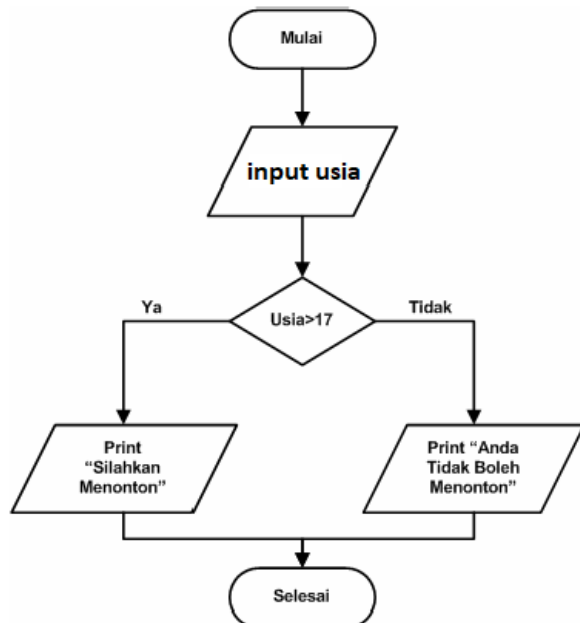 Mulai
input usia
Usia>17
Ya
Tidak
Print
“Silahkan
Menonton”
Print “Anda
Tidak Boleh
Menonton”
Selesai